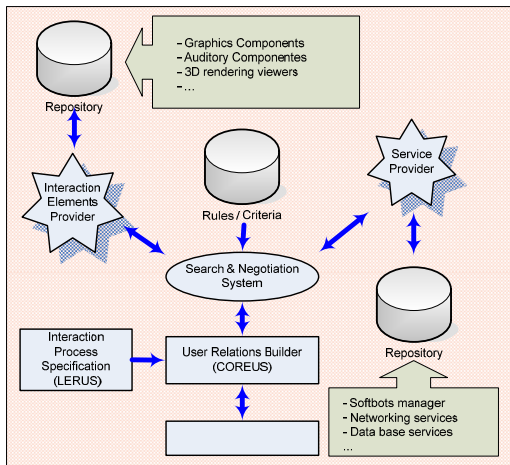 - Graphics Components
- Auditory Componentes
- 3D rendering viewers
- ...
Repository
Interaction
Elements
Provider
Rules / Criteria
Service
Provider
Search & Negotiation
System
Interaction
Process
Specification
(LERUS)
User Relations Builder
(COREUS)
Repository
- Softbots manager
- Networking services
- Data base services
...